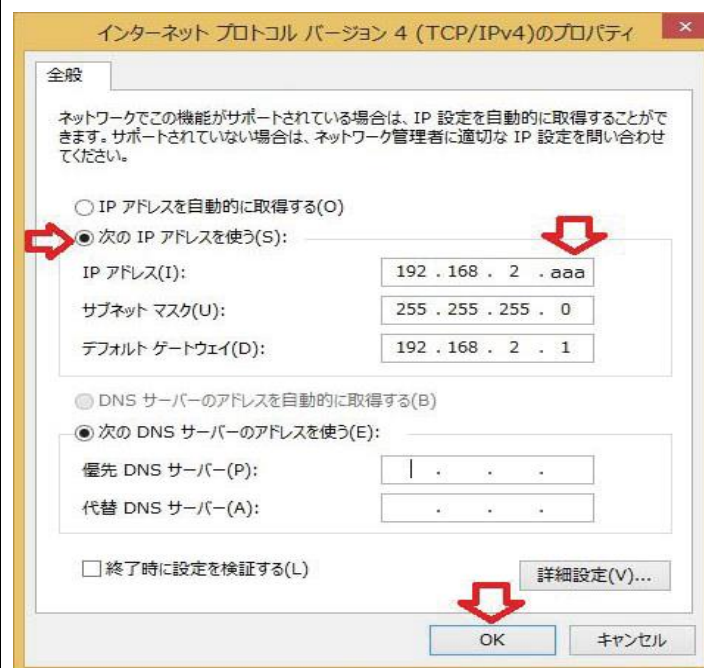 インターネット プロトコル バージョン 4 (TCP/IPv4)のプロパティ
×
全般
ネットワークでこの機能がサポートされている場合は、IP 設定を自動的に取得することがで
きます。サポートされていない場合は、ネットワーク管理者に適切な IP 設定を問い合わせ
てください。
IP アドレスを自動的に取得する(O)
次の IP アドレスを使う(S):
IP アドレス(I): 192 . 168 . 2 . aaa
サブネット マスク(U): 255 . 255 . 255 . 0
デフォルト ゲートウェイ(D): 192 . 168 . 2 . 1
DNS サーバーのアドレスを自動的に取得する(B)
次の DNS サーバーのアドレスを使う(E):
優先 DNS サーバー(P): . . .
代替 DNS サーバー(A): . . .
終了時に設定を検証する(L)
詳細設定(V)...
OK キャンセル